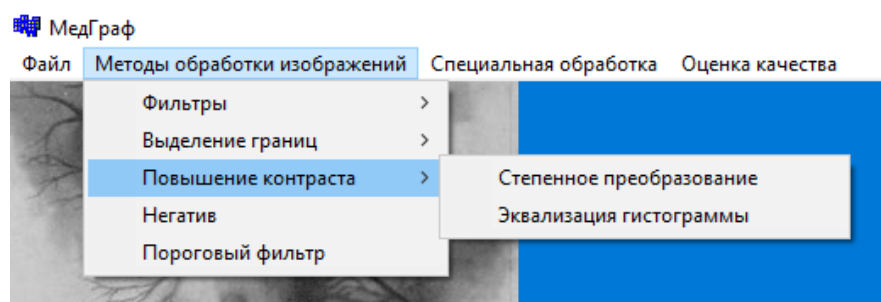 МедГраф
Файл Методы обработки изображений Специальная обработка Оценка качества
Фильтры
Выделение границ
Повышение контраста
Негатив
Пороговый фильтр
Степенное преобразование
Эквализация гистограммы